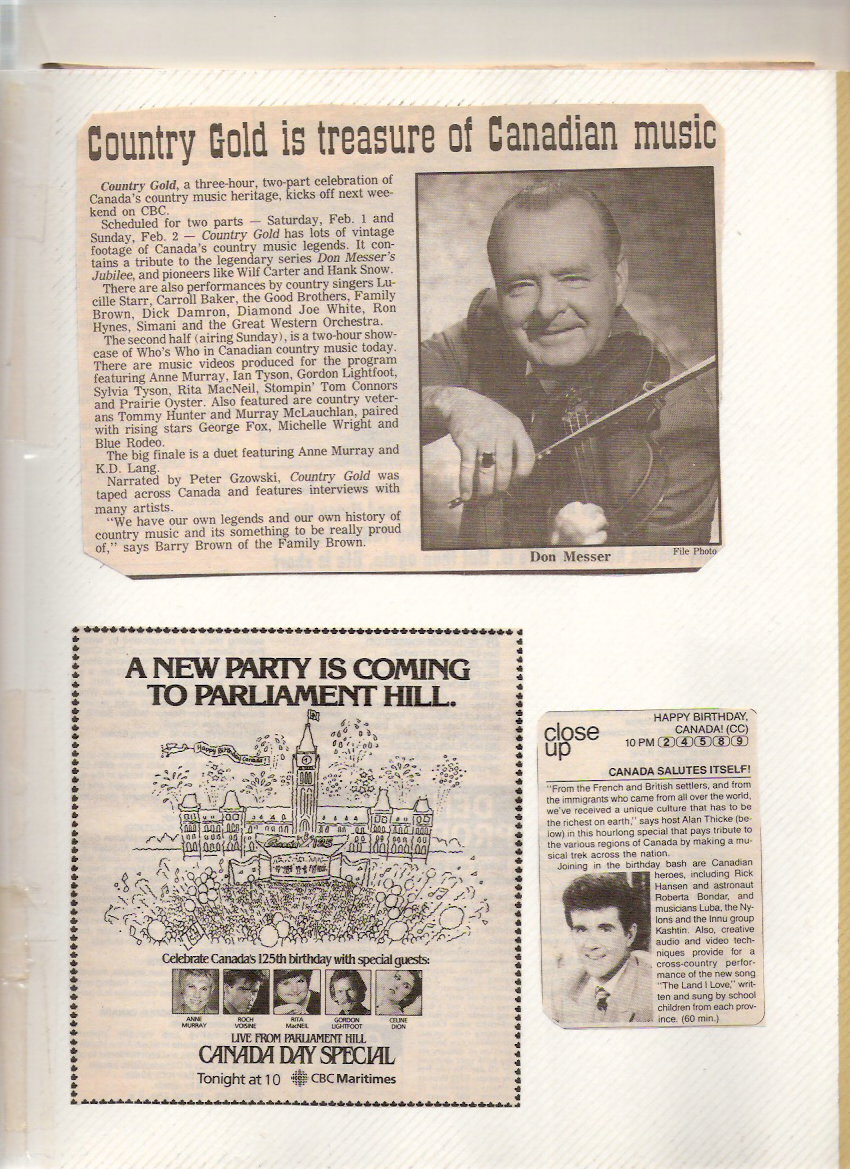 Country Gold is treasure of Canadian music
Country Gold, a three-hour, two-part celebration of
Canada's country music heritage, kicks off next wee-
kend on CBC.
Scheduled for two parts — Saturday, Feb. 1 and
Sunday, Feb. 2 — Country Gold has lots of vintage
footage of Canada's country music legends. It con-
tains a tribute to the legendary series Don Messer's
Jubilee, and pioneers like Wilf Carter and Hank Snow.
There are also performances by country singers Lu-
cille Starr, Carroll Baker, the Good Brothers, Family
Brown, Dick Damron, Diamond Joe White, Ron
Hynes, Simani and the Great Western Orchestra.
The second half (airing Sunday), is a two-hour show-
case of Who's Who in Canadian country music today.
There are music videos produced for the program
featuring Anne Murray, Ian Tyson, Gordon Lightfoot,
Sylvia Tyson, Rita MacNeil, Stompin' Tom Connors
and Prairie Oyster. Also featured are country veter-
ans Tommy Hunter and Murray McLauchlan, paired
with rising stars George Fox, Michelle Wright and
Blue Rodeo.
The big finale is a duet featuring Anne Murray and
K.D. Lang.
Narrated by Peter Gzowski, Country Gold was
taped across Canada and features interviews with
many artists.
"We have our own legends and our own history of
country music and its something to be really proud
of," says Barry Brown of the Family Brown.
Don Messer
File Photo
A NEW PARTY IS COMING
TO PARLIAMENT HILL.
Happy Birthday Canada!
Celebrate Canada's 125th birthday with special guests:
ANNE
MURRAY
ROCH
VOISINE
RITA
MacNEIL
GORDON
LIGHTFOOT
CELINE
DION
LIVE FROM PARLIAMENT HILL
CANADA DAY SPECIAL
Tonight at 10 CBC Maritimes
close
up
HAPPY BIRTHDAY,
CANADA! (CC)
10 PM 2 4 5 8 9
CANADA SALUTES ITSELF!
"From the French and British settlers, and from
the immigrants who came from all over the world,
we've received a unique culture that has to be
the richest on earth," says host Alan Thicke (be-
low) in this hourlong special that pays tribute to
the various regions of Canada by making a mu-
sical trek across the nation.
Joining in the birthday bash are Canadian
heroes, including Rick
Hansen and astronaut
Roberta Bondar, and
musicians Luba, the Ny-
lons and the Innu group
Kashtin. Also, creative
audio and video tech-
niques provide for a
cross-country perfor-
mance of the new song
"The Land I Love," writ-
ten and sung by school
children from each prov-
ince. (60 min.)